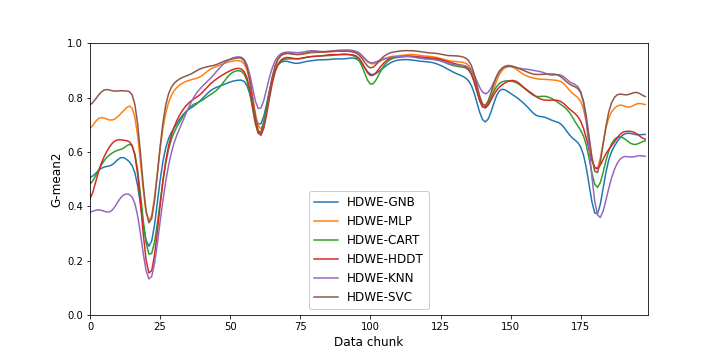 1.0
0.8
0.6
0.4
0.2
0.0
G-mean2
HDWE-GNB
HDWE-MLP
HDWE-CART
HDWE-HDDT
HDWE-KNN
HDWE-SVC
0 25 50 75 100 125 150 175
Data chunk